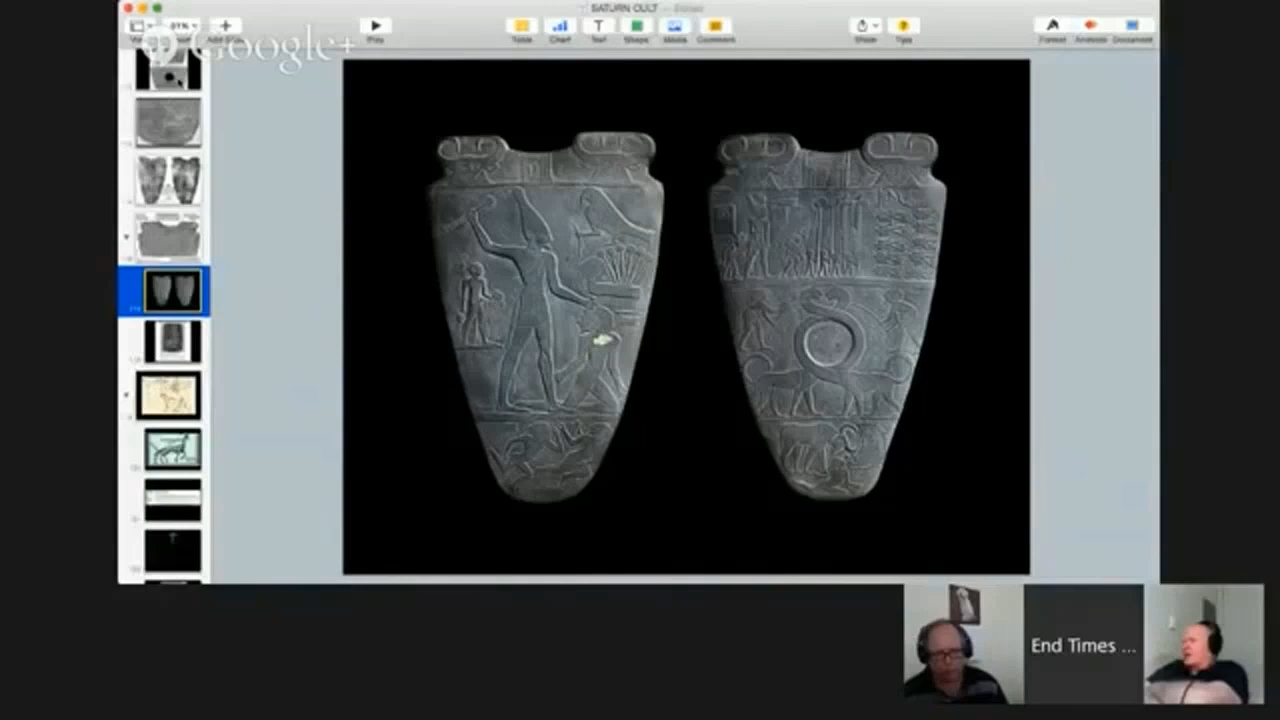 SATURN CULT
Google+
Play
Table
Chart
Text
Shape
Media
Comment
Share
Tips
Format
Animate
Document
End Times ...